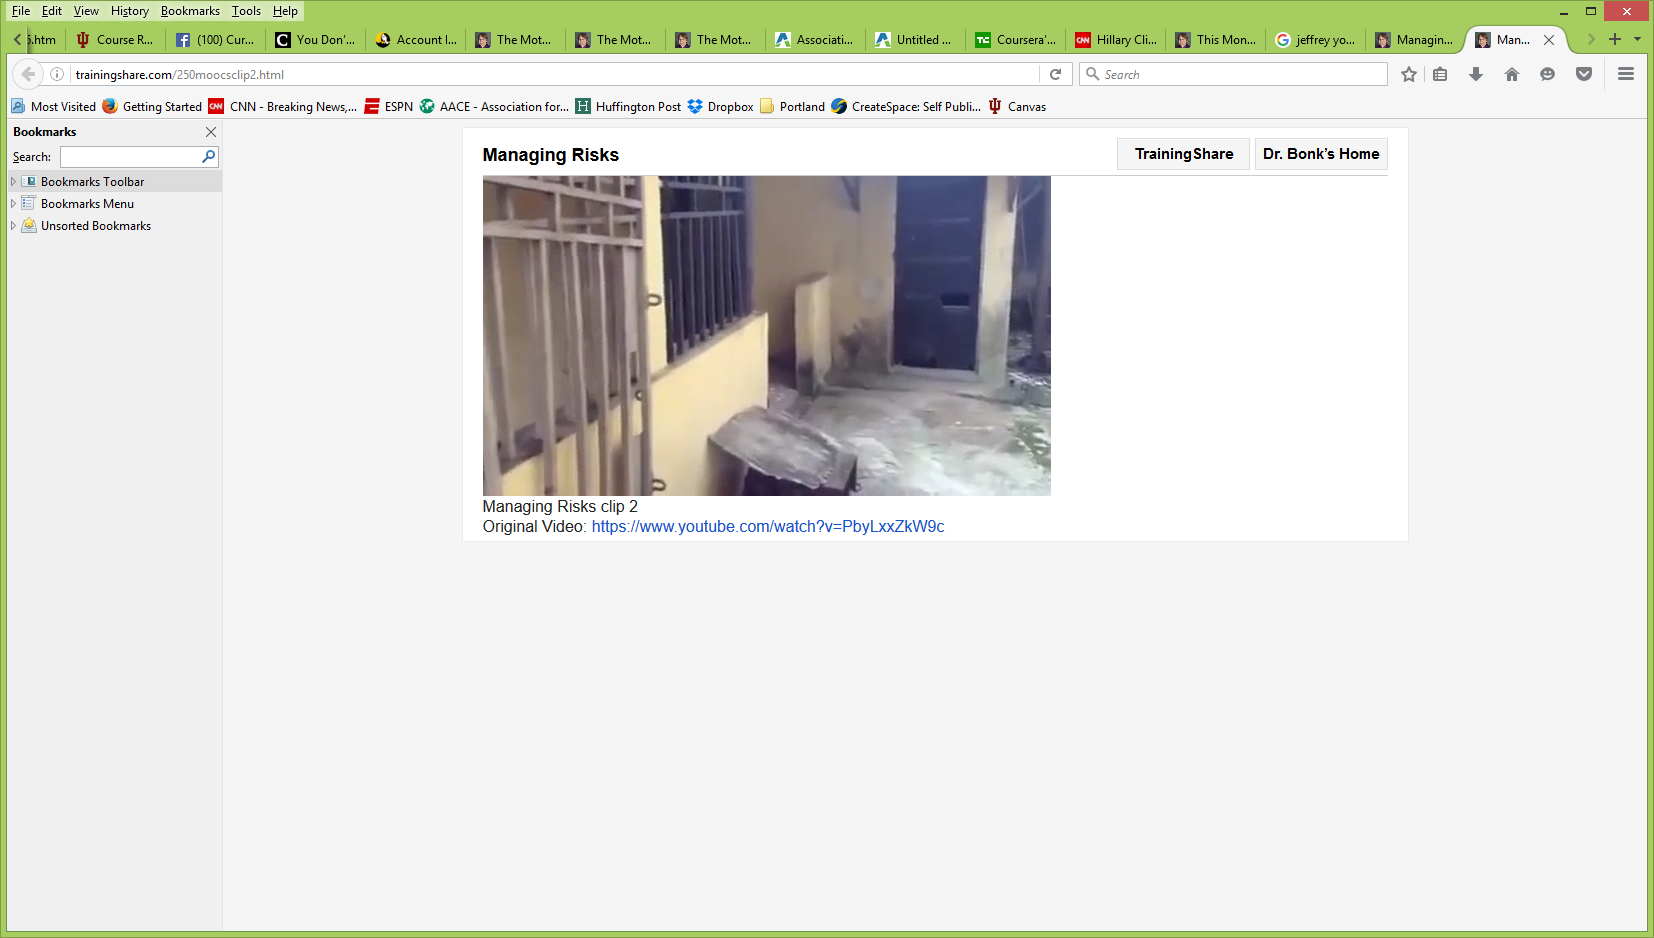 File Edit View History Bookmarks Tools Help
5.htm Course R... (100) Cur... You Don'... Account I... The Mot... The Mot... The Mot... Associati... Untitled ... Coursera'... Hillary Cli... This Mon... jeffrey yo... Managin... Man...
trainingshare.com/250moocsclip2.html Search
Most Visited Getting Started CNN - Breaking News,... ESPN AACE - Association for... Huffington Post Dropbox Portland CreateSpace: Self Publi... Canvas
Bookmarks
Search:
Bookmarks Toolbar
Bookmarks Menu
Unsorted Bookmarks
Managing Risks TrainingShare Dr. Bonk's Home
Managing Risks clip 2
Original Video: https://www.youtube.com/watch?v=PbyLxxZkW9c